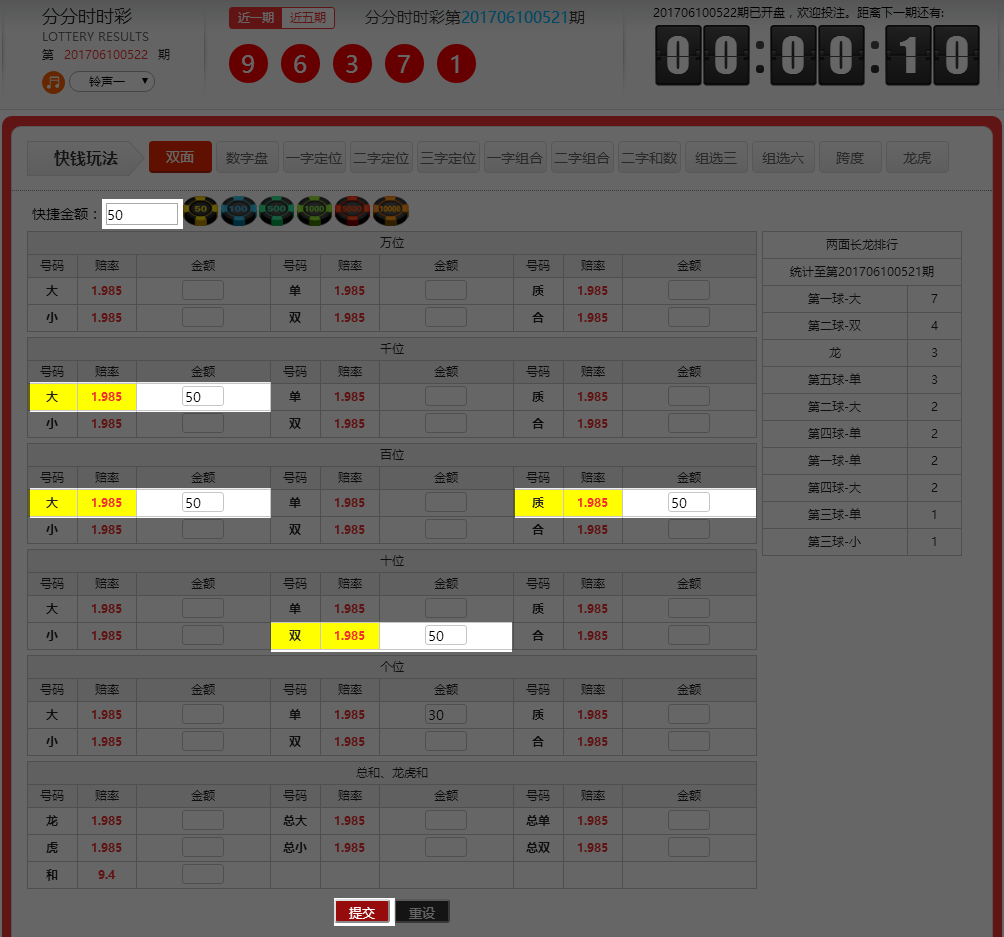 分分时时彩
LOTTERY RESULTS
第 201706100522 期
铃声一
近一期 近五期 分分时时彩第201706100521期
9 6 3 7 1
201706100522期已开盘，欢迎投注。距离下一期还有:
00:00:10
快钱玩法 双面 数字盘 一字定位 二字定位 三字定位 一字组合 二字组合 二字和数 组选三 组选六 跨度 龙虎
快捷金额： 50 50 100 500 1000 5000 10000
万位
号码 赔率 金额 号码 赔率 金额 号码 赔率 金额
大 1.985 单 1.985 质 1.985
小 1.985 双 1.985 合 1.985
千位
号码 赔率 金额 号码 赔率 金额 号码 赔率 金额
大 1.985 50 单 1.985 质 1.985
小 1.985 双 1.985 合 1.985
百位
号码 赔率 金额 号码 赔率 金额 号码 赔率 金额
大 1.985 50 单 1.985 质 1.985 50
小 1.985 双 1.985 合 1.985
十位
号码 赔率 金额 号码 赔率 金额 号码 赔率 金额
大 1.985 单 1.985 质 1.985
小 1.985 双 1.985 50 合 1.985
个位
号码 赔率 金额 号码 赔率 金额 号码 赔率 金额
大 1.985 单 1.985 30 质 1.985
小 1.985 双 1.985 合 1.985
总和、龙虎和
号码 赔率 金额 号码 赔率 金额 号码 赔率 金额
龙 1.985 总大 1.985 总单 1.985
虎 1.985 总小 1.985 总双 1.985
和 9.4
提交 重设
两面长龙排行
统计至第201706100521期
第一球-大 7
第二球-双 4
龙 3
第五球-单 3
第二球-大 2
第四球-单 2
第一球-单 2
第四球-大 2
第三球-单 1
第三球-小 1